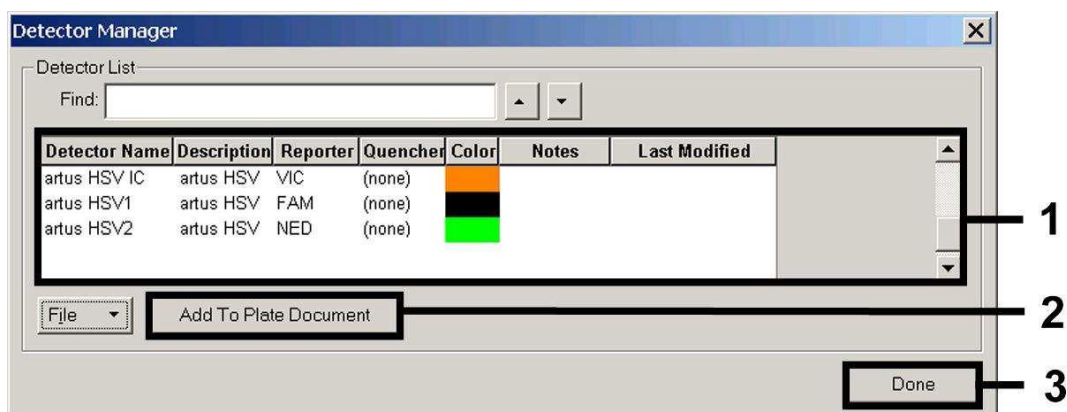 Detector Manager
Detector List
Find:
Detector Name Description Reporter Quencher Color Notes Last Modified
artus HSV IC artus HSV VIC (none)
artus HSV1 artus HSV FAM (none)
artus HSV2 artus HSV NED (none)
1
File Add To Plate Document
2
Done
3